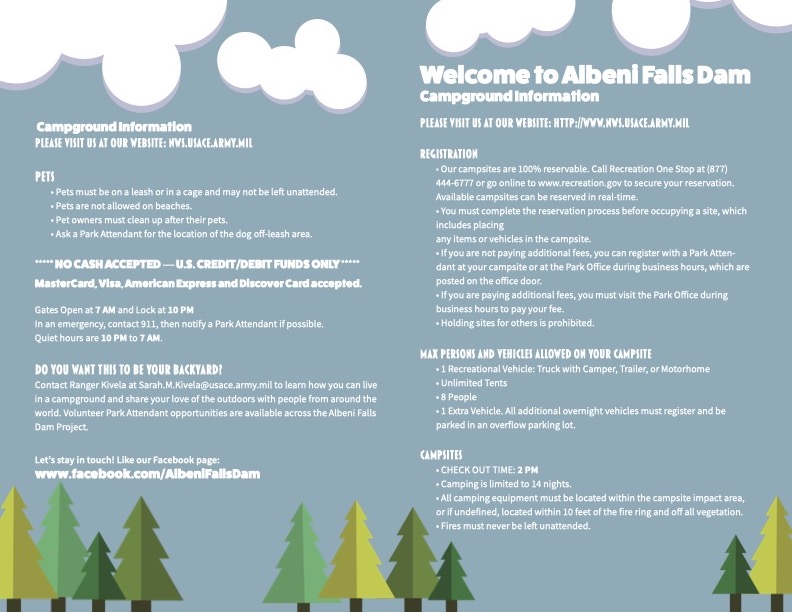 Campground Information
PLEASE VISIT US AT OUR WEBSITE: NWS.USACE.ARMY.MIL
PETS
• Pets must be on a leash or in a cage and may not be left unattended.
• Pets are not allowed on beaches.
• Pet owners must clean up after their pets.
• Ask a Park Attendant for the location of the dog off-leash area.
***** NO CASH ACCEPTED — U.S. CREDIT/DEBIT FUNDS ONLY *****
MasterCard, Visa, American Express and Discover Card accepted.
Gates Open at 7 AM and Lock at 10 PM
In an emergency, contact 911, then notify a Park Attendant if possible.
Quiet hours are 10 PM to 7 AM.
DO YOU WANT THIS TO BE YOUR BACKYARD?
Contact Ranger Kivela at Sarah.M.Kivela@usace.army.mil to learn how you can live
in a campground and share your love of the outdoors with people from around the
world. Volunteer Park Attendant opportunities are available across the Albeni Falls
Dam Project.
Let's stay in touch! Like our Facebook page:
www.facebook.com/AlbeniFallsDam
Welcome to Albeni Falls Dam
Campground Information
PLEASE VISIT US AT OUR WEBSITE: HTTP://WWW.NWS.USACE.ARMY.MIL
REGISTRATION
• Our campsites are 100% reservable. Call Recreation One Stop at (877)
444-6777 or go online to www.recreation.gov to secure your reservation.
Available campsites can be reserved in real-time.
• You must complete the reservation process before occupying a site, which
includes placing
any items or vehicles in the campsite.
• If you are not paying additional fees, you can register with a Park Atten-
dant at your campsite or at the Park Office during business hours, which are
posted on the office door.
• If you are paying additional fees, you must visit the Park Office during
business hours to pay your fee.
• Holding sites for others is prohibited.
MAX PERSONS AND VEHICLES ALLOWED ON YOUR CAMPSITE
• 1 Recreational Vehicle: Truck with Camper, Trailer, or Motorhome
• Unlimited Tents
• 8 People
• 1 Extra Vehicle. All additional overnight vehicles must register and be
parked in an overflow parking lot.
CAMPSITES
• CHECK OUT TIME: 2 PM
• Camping is limited to 14 nights.
• All camping equipment must be located within the campsite impact area,
or if undefined, located within 10 feet of the fire ring and off all vegetation.
• Fires must never be left unattended.